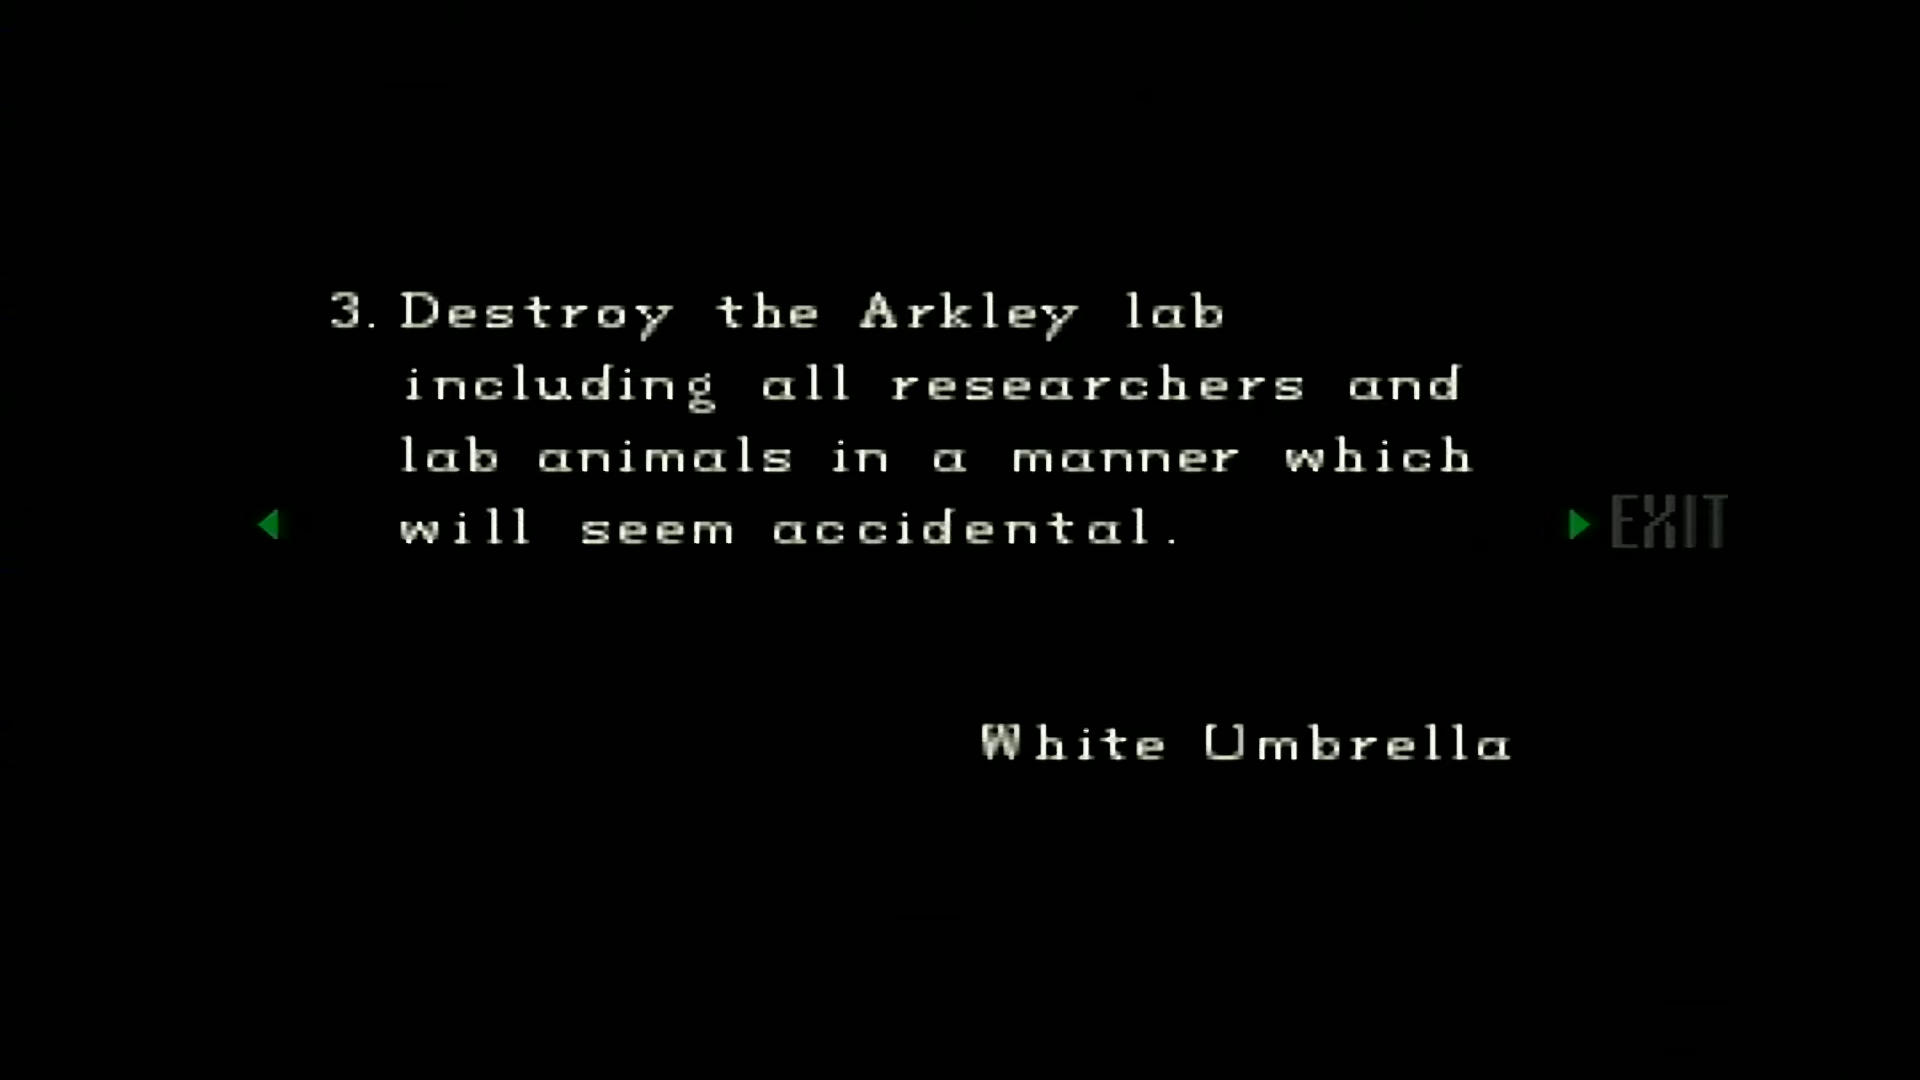 3. Destroy the Arkley lab
including all researchers and
lab animals in a manner which
will seem accidental.
EXIT
White Umbrella